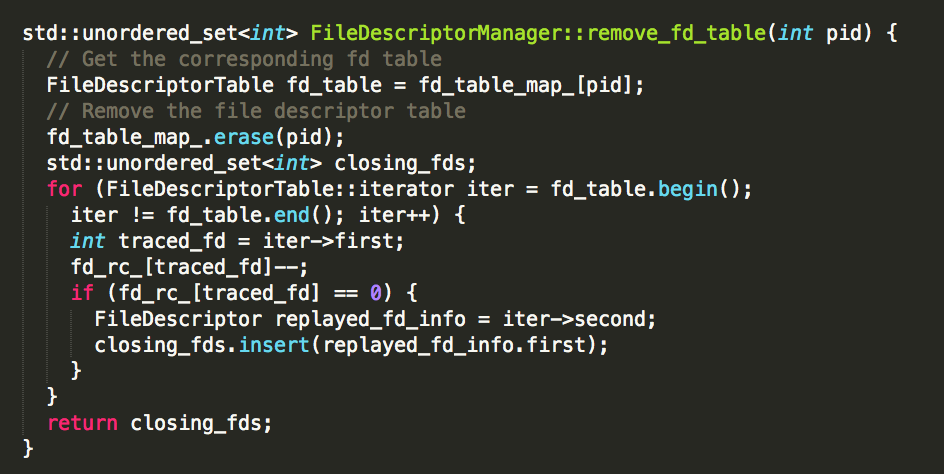 std::unordered_set<int> FileDescriptorManager::remove_fd_table(int pid) {
  // Get the corresponding fd table
  FileDescriptorTable fd_table = fd_table_map_[pid];
  // Remove the file descriptor table
  fd_table_map_.erase(pid);
  std::unordered_set<int> closing_fds;
  for (FileDescriptorTable::iterator iter = fd_table.begin();
    iter != fd_table.end(); iter++) {
    int traced_fd = iter->first;
    fd_rc_[traced_fd]--;
    if (fd_rc_[traced_fd] == 0) {
      FileDescriptor replayed_fd_info = iter->second;
      closing_fds.insert(replayed_fd_info.first);
    }
  }
  return closing_fds;
}